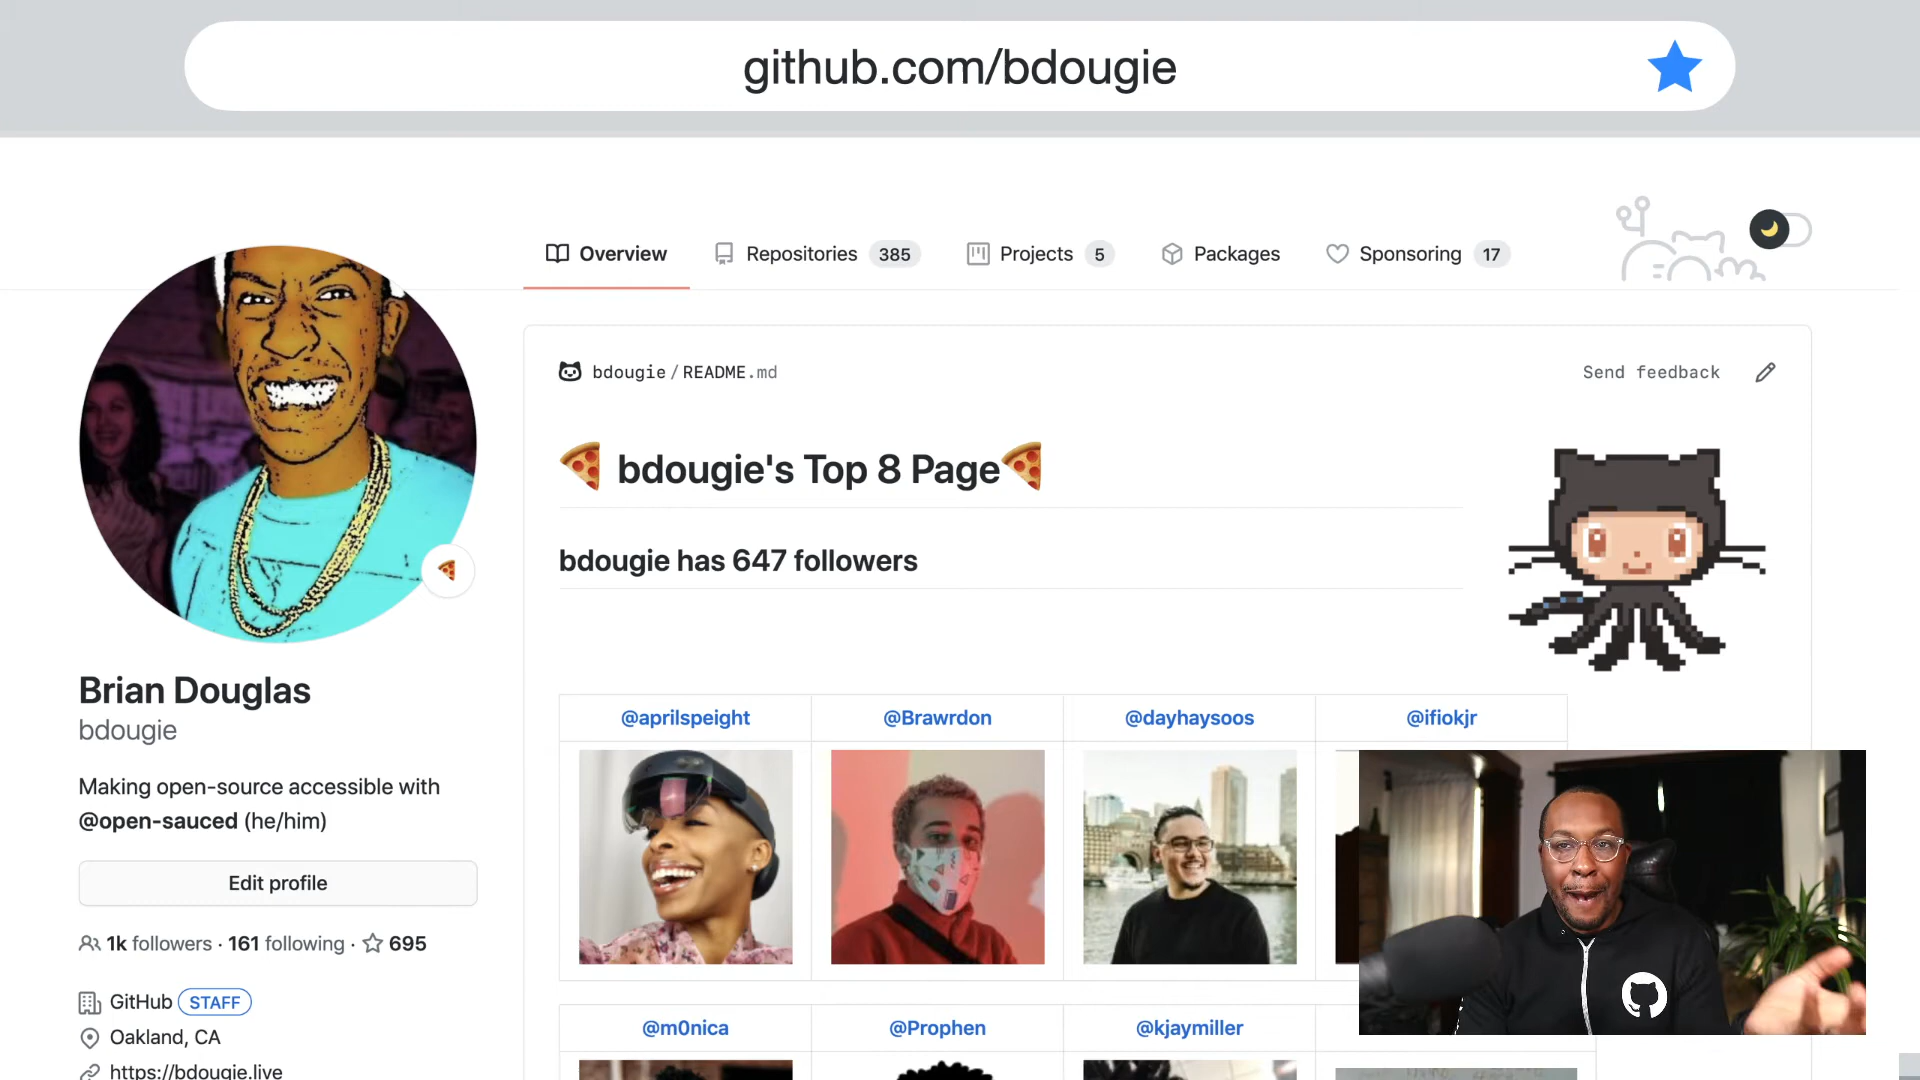 github.com/bdougie
Overview
Repositories 385
Projects 5
Packages
Sponsoring 17
bdougie/README.md
Send feedback
bdougie's Top 8 Page
bdougie has 647 followers
Brian Douglas
bdougie
Making open-source accessible with
@open-sauced (he/him)
Edit profile
1k followers · 161 following · 695
GitHub STAFF
Oakland, CA
https://bdougie.live
@aprilspeight
@Brawrdon
@dayhaysoos
@ifiokjr
@m0nica
@Prophen
@kjaymiller